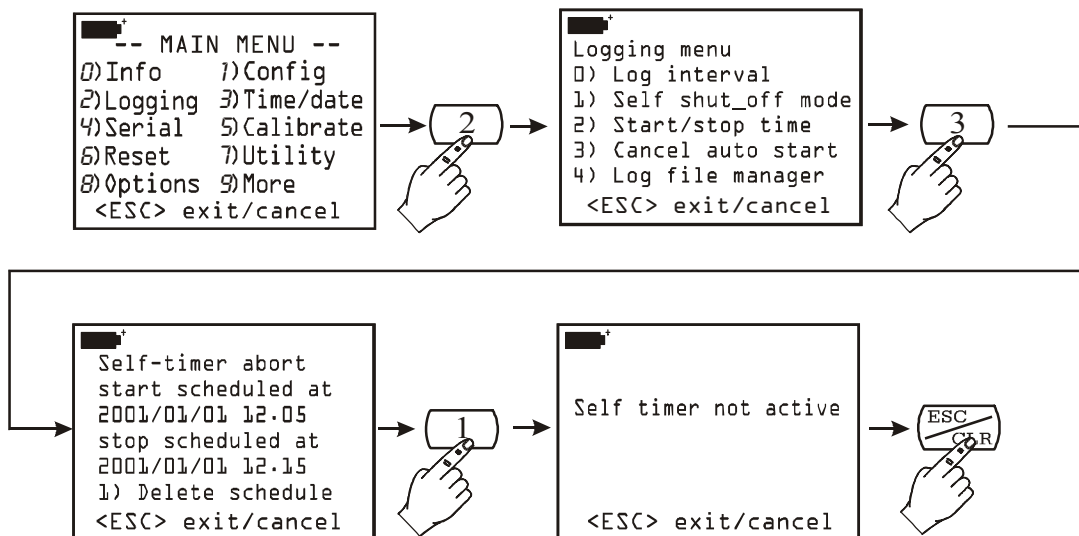 -- MAIN MENU --
0)Info 1)Config
2)Logging 3)Time/date
4)Serial 5)Calibrate
6)Reset 7)Utility
8)Options 9)More
<ESC> exit/cancel
2
Logging menu
0) Log interval
1) Self shut_off mode
2) Start/stop time
3) Cancel auto start
4) Log file manager
<ESC> exit/cancel
3
Self-timer abort
start scheduled at
2001/01/01 12.05
stop scheduled at
2001/01/01 12.15
1) Delete schedule
<ESC> exit/cancel
1
Self timer not active
<ESC> exit/cancel
ESC
CLR